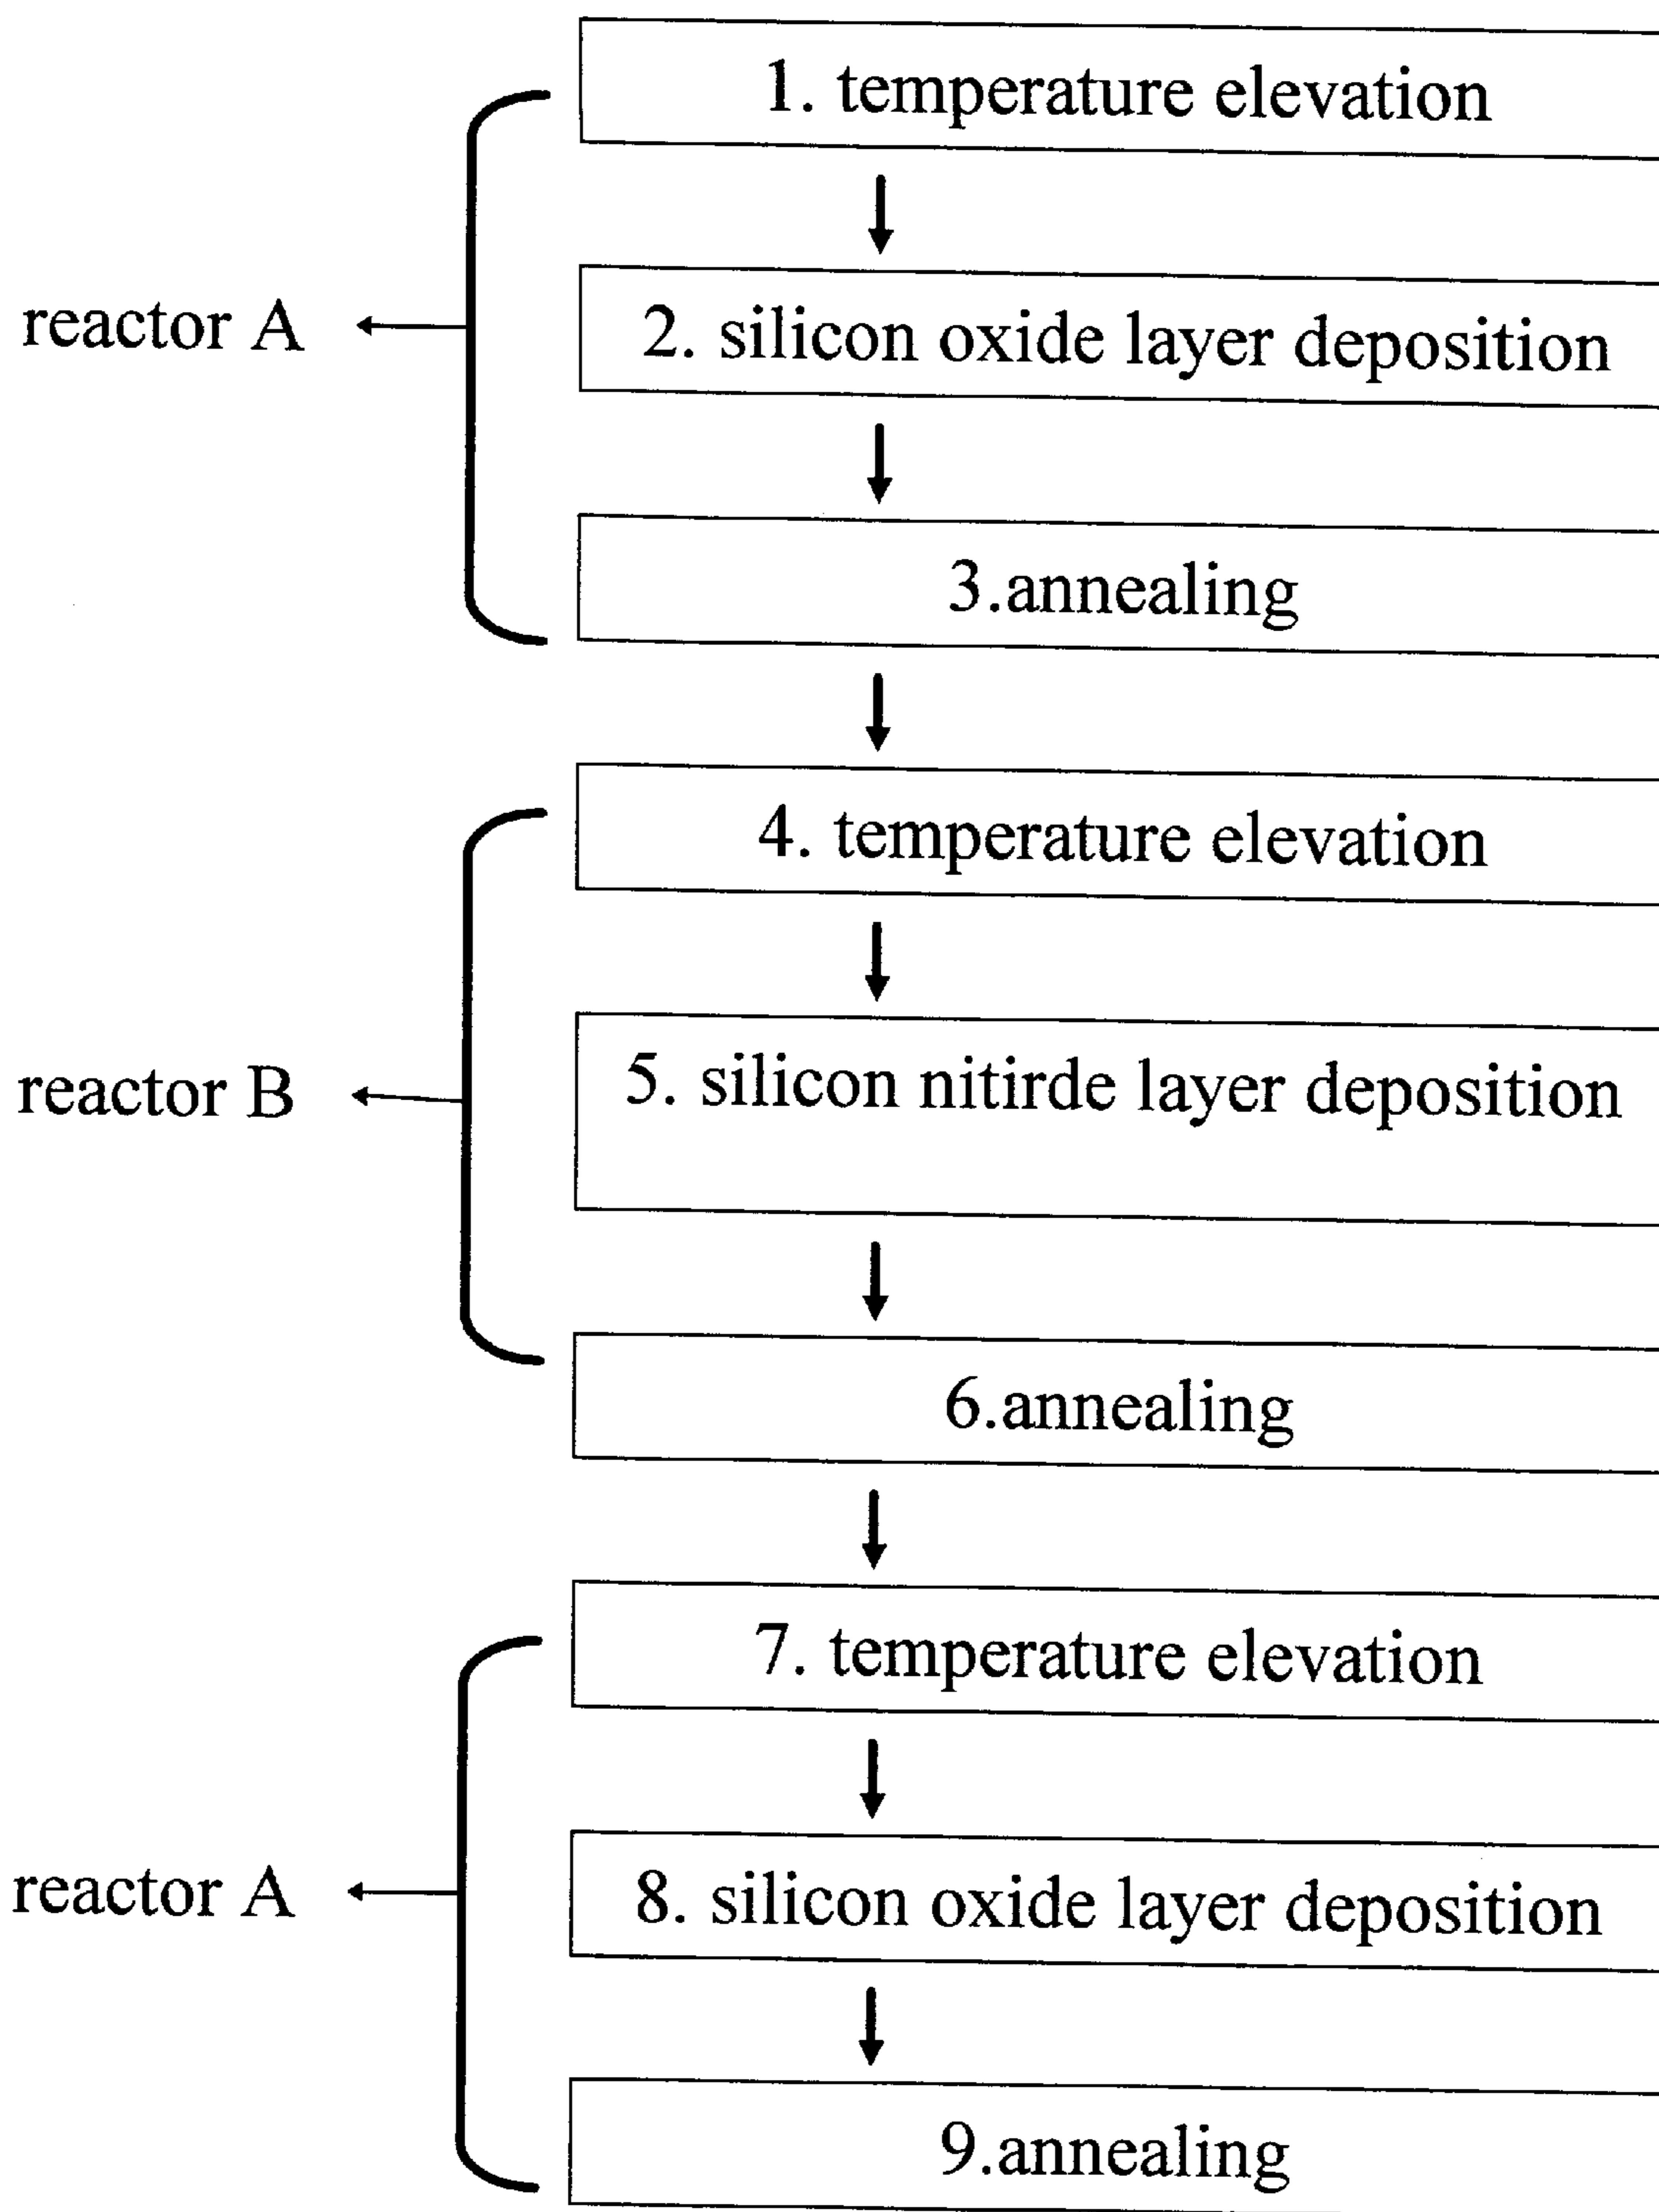 1. temperature elevation
2. silicon oxide layer deposition
reactor A
3.annealing
4. temperature elevation
5. silicon nitirde layer deposition
reactor B
6.annealing
7. temperature elevation
8. silicon oxide layer deposition
reactor A
9.annealing